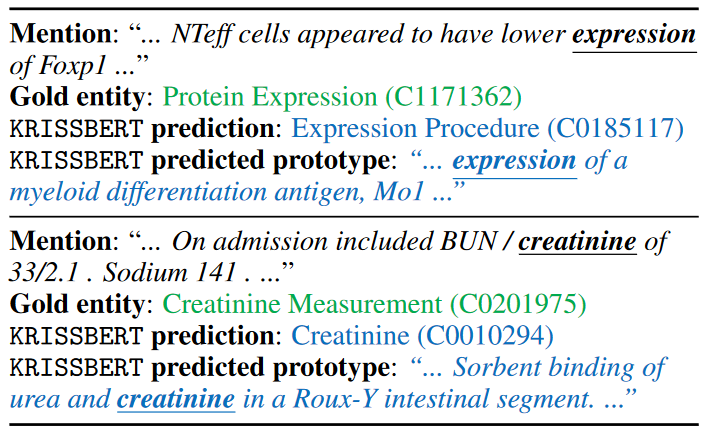 Mention: “... NTeff cells appeared to have lower expression
of Foxp1 ...”
Gold entity: Protein Expression (C1171362)
KRISSBERT prediction: Expression Procedure (C0185117)
KRISSBERT predicted prototype: “... expression of a
myeloid differentiation antigen, Mo1 ...”
Mention: “... On admission included BUN / creatinine of
33/2.1 . Sodium 141 . ...”
Gold entity: Creatinine Measurement (C0201975)
KRISSBERT prediction: Creatinine (C0010294)
KRISSBERT predicted prototype: “... Sorbent binding of
urea and creatinine in a Roux-Y intestinal segment. ...”